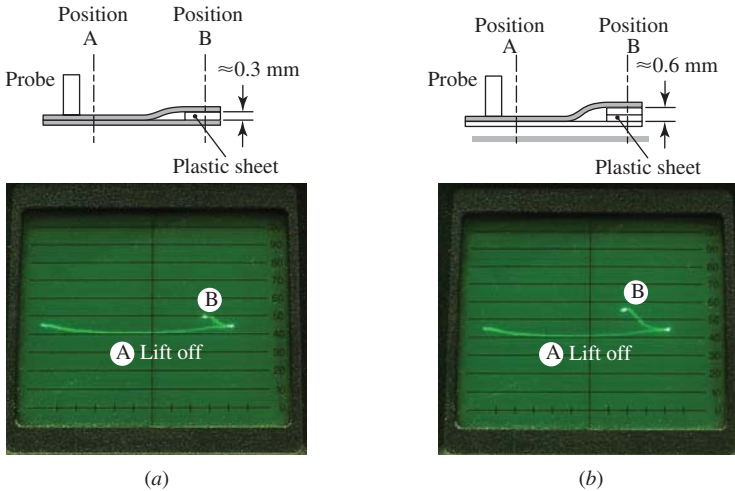 Position
A
Position
B
≈0.3 mm
Probe
Plastic sheet
B
A Lift off
(a)
Position
A
Position
B
≈0.6 mm
Probe
Plastic sheet
B
A Lift off
(b)